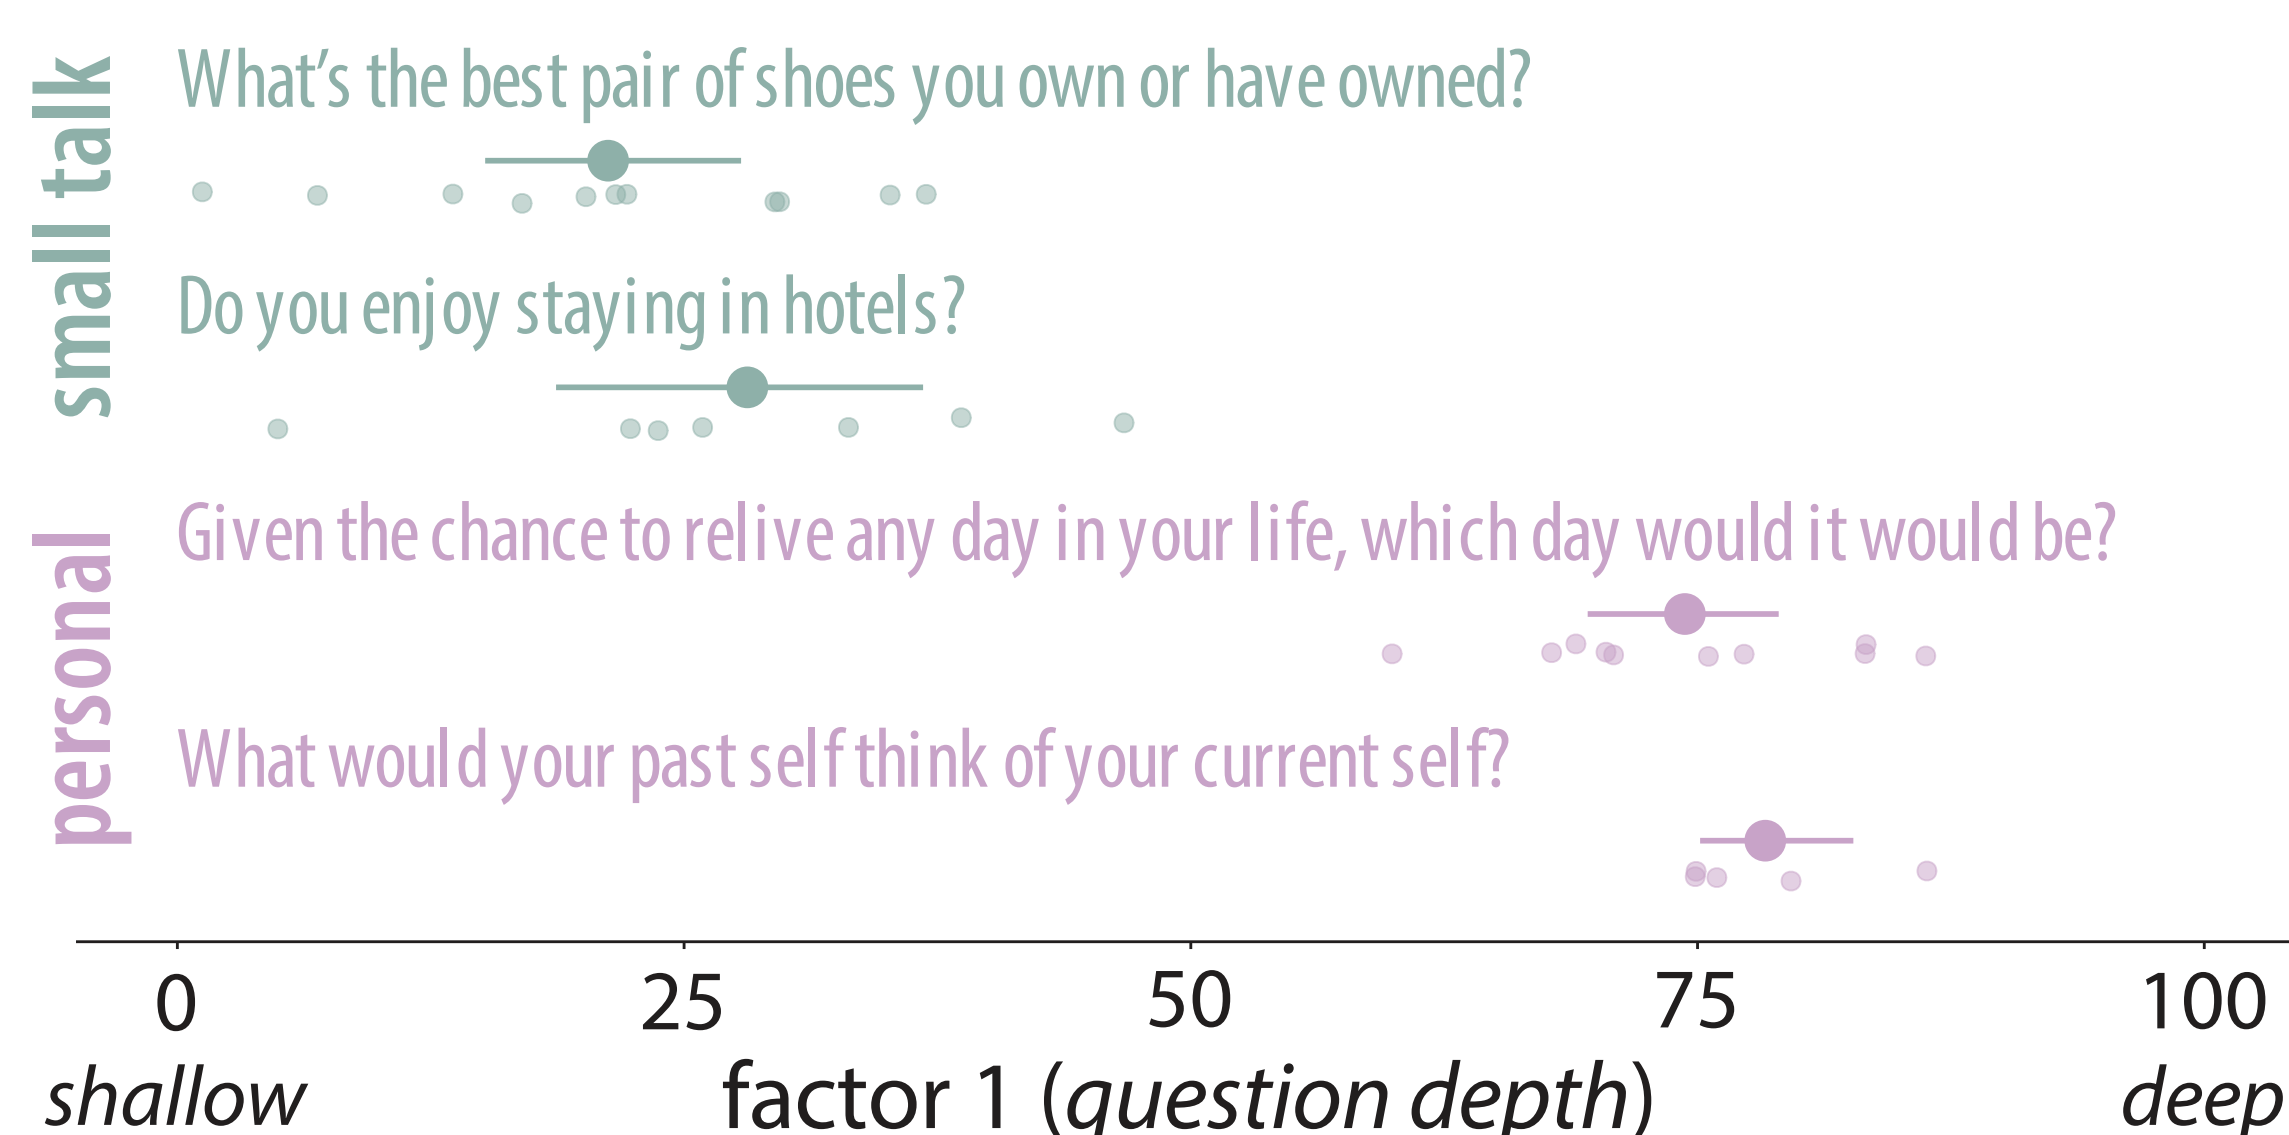 small talk
What's the best pair of shoes you own or have owned?
Do you enjoy staying in hotels?
personal
Given the chance to relive any day in your life, which day would it would be?
What would your past self think of your current self?
0 25 50 75 100
shallow factor 1 (question depth) deep